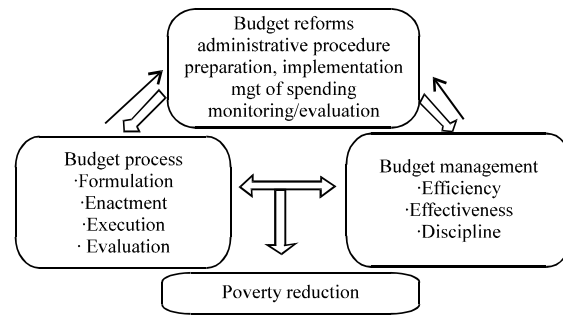 Budget reforms
administrative procedure
preparation, implementation
mgt of spending
monitoring/evaluation
Budget process
·Formulation
·Enactment
·Execution
· Evaluation
Budget management
·Efficiency
·Effectiveness
·Discipline
Poverty reduction